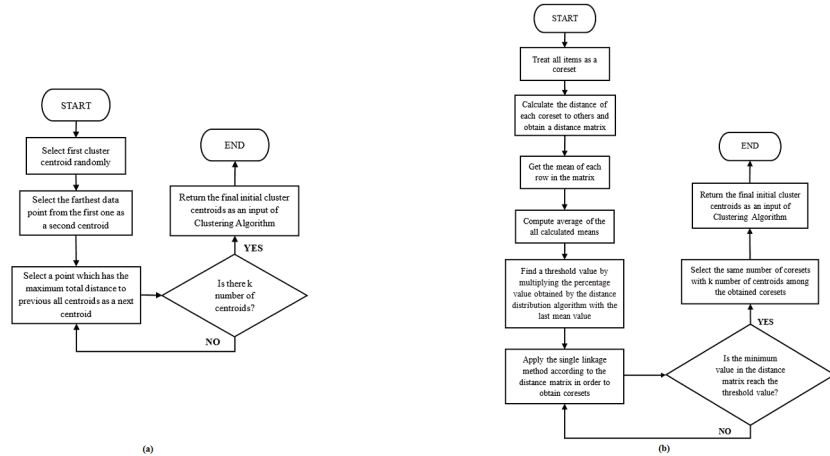 START
Select first cluster
centroid randomly
Select the farthest data
point from the first one as
a second centroid
Select a point which has the
maximum total distance to
previous all centroids as a next
centroid
Is there k
number of
centroids?
NO
YES
Return the final initial cluster
centroids as an input of
Clustering Algorithm
END
(a)
START
Treat all items as a
coreset
Calculate the distance of
each coreset to others and
obtain a distance matrix
Get the mean of each
row in the matrix
Compute average of the
all calculated means
Find a threshold value by
multiplying the percentage
value obtained by the distance
distribution algorithm with the
last mean value
Apply the single linkage
method according to the
distance matrix in order to
obtain coresets
Is the minimum
value in the distance
matrix reach the
threshold value?
NO
YES
Select the same number of coresets
with k number of centroids among
the obtained coresets
Return the final initial cluster
centroids as an input of
Clustering Algorithm
END
(b)